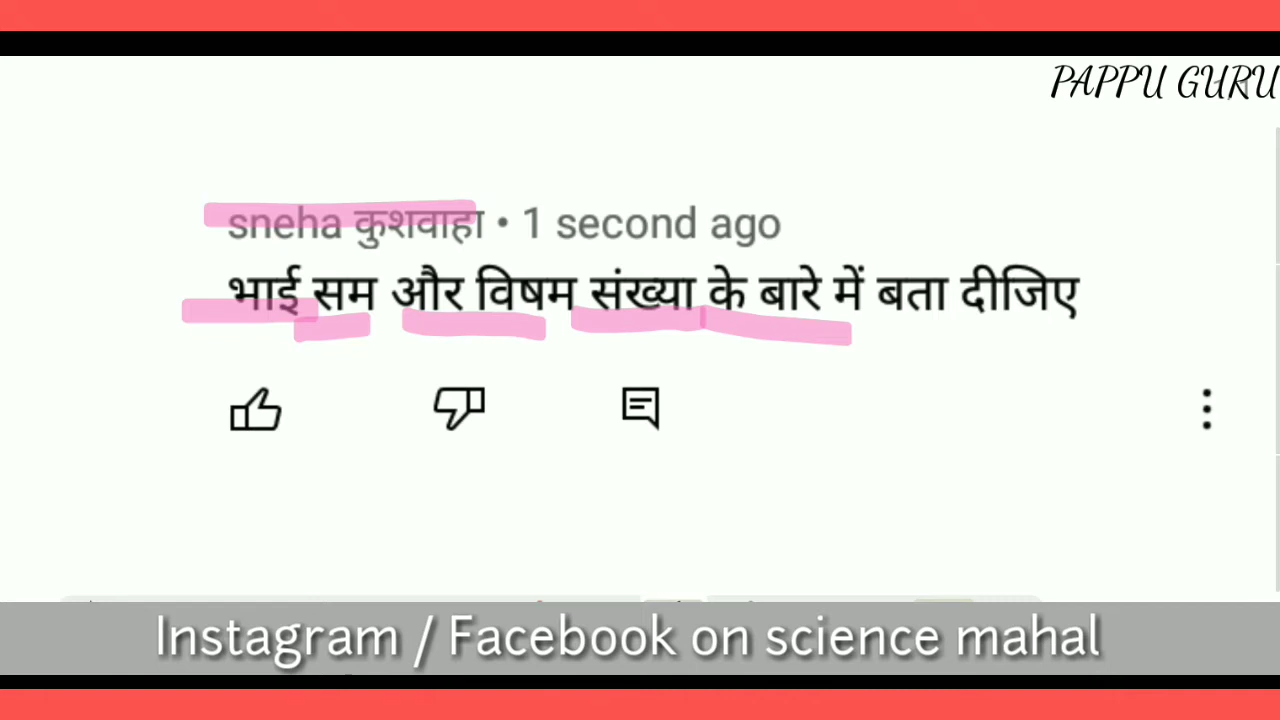 PAPPU GURU
sneha कुशवाहा • 1 second ago
भाई सम और विषम संख्या के बारे में बता दीजिए
Instagram / Facebook on science mahal